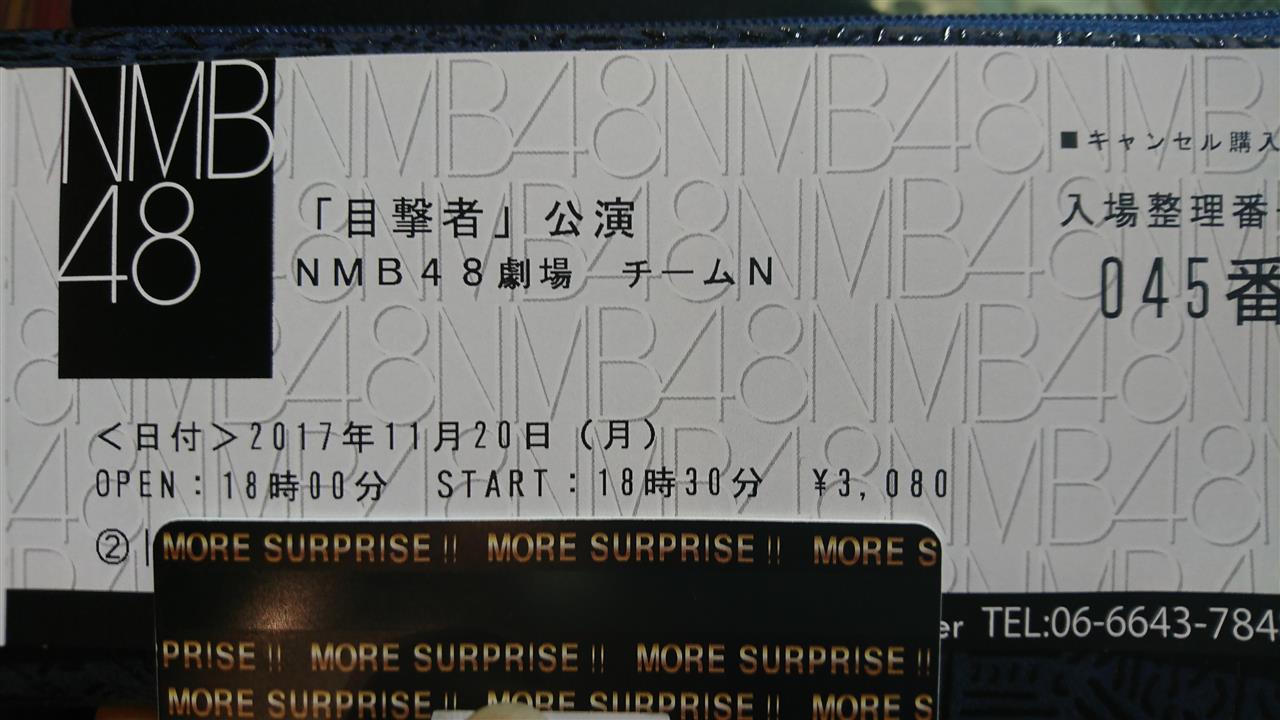 NMB
48
「目撃者」公演
NMB48劇場 チームN
■キャンセル購入
入場整理番
045番
<日付>2017年11月20日(月)
OPEN:18時00分 START:18時30分 ¥3,080
②
MORE SURPRISE!! MORE SURPRISE!! MORE S
er TEL:06-6643-784
PRISE!! MORE SURPRISE!! MORE SURPRISE!!
MORE SURPRISE!! MORE SURPRISE!! MORE S